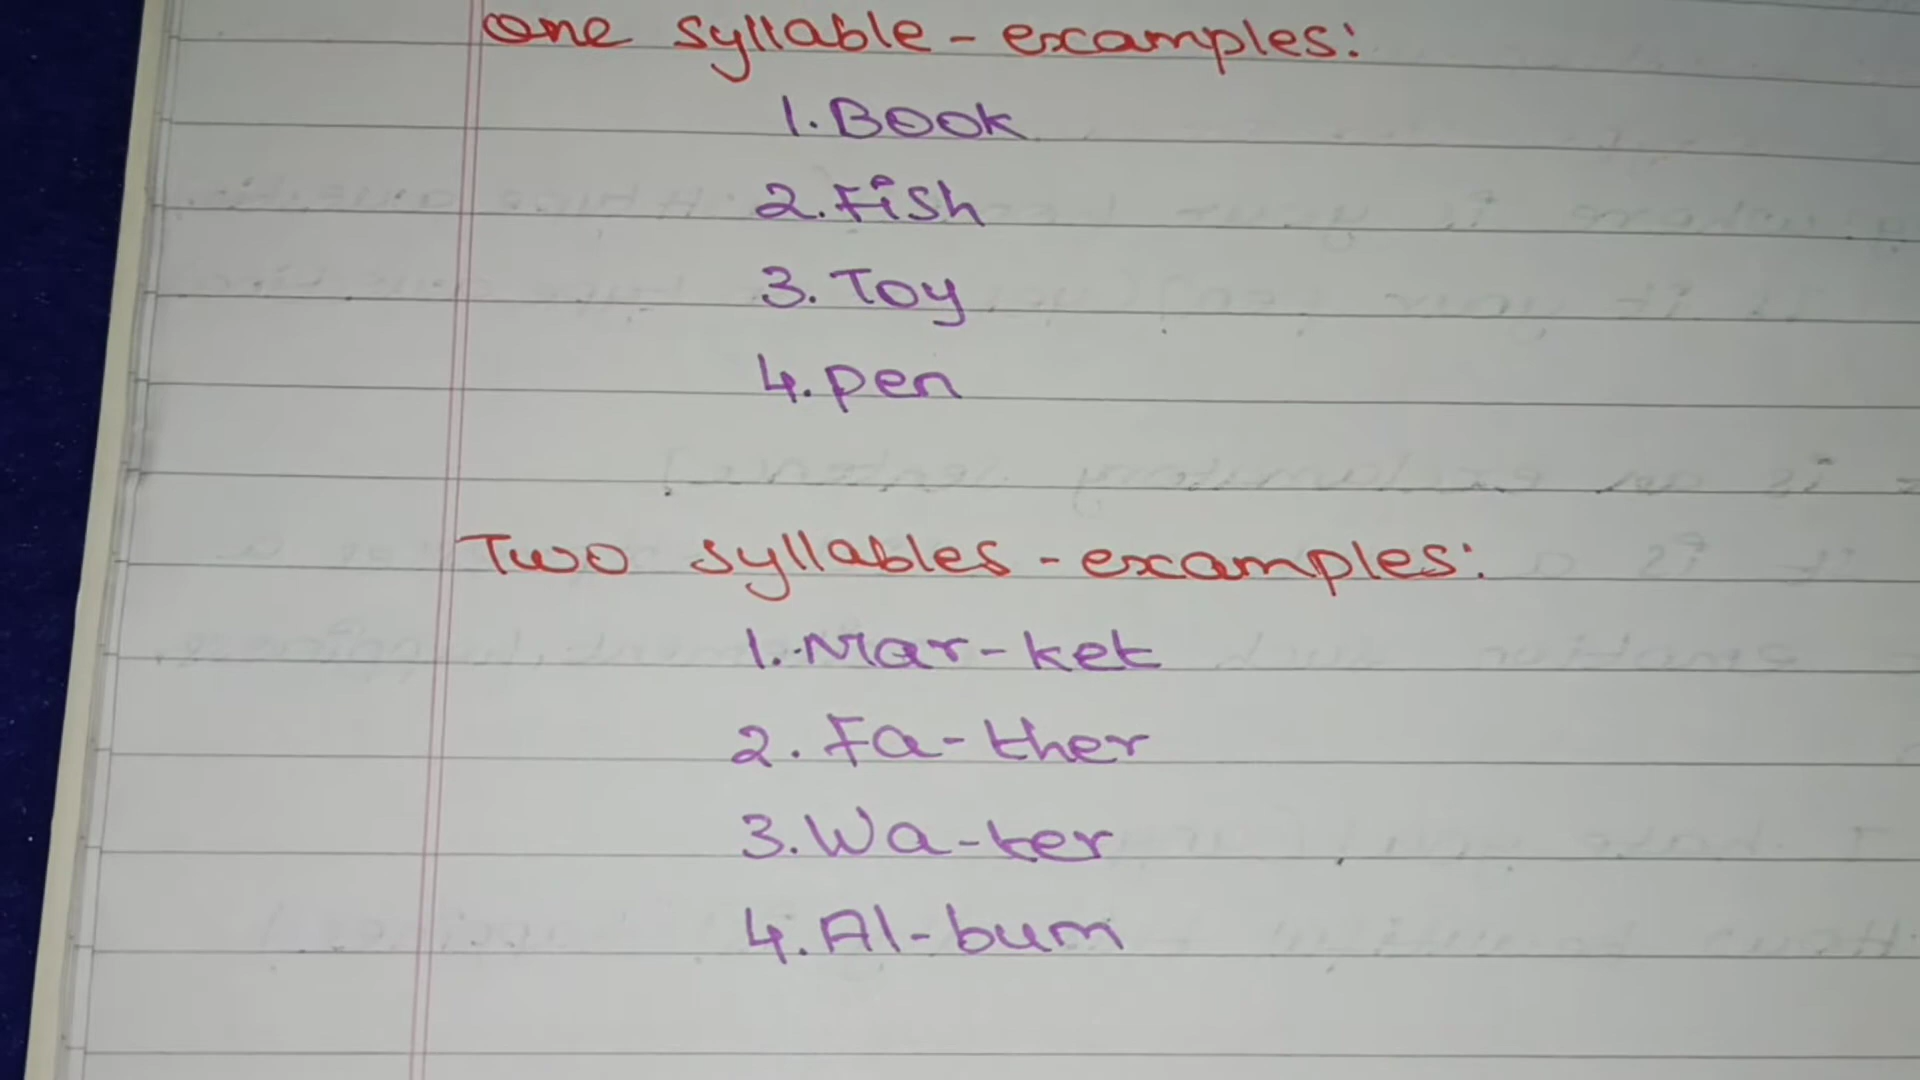 one syllable - examples:
1. Book
2. Fish
3. Toy
4. pen
Two syllables - examples:
1. Mar - ket
2. Fa - ther
3. Wa - ter
4. Al - bum